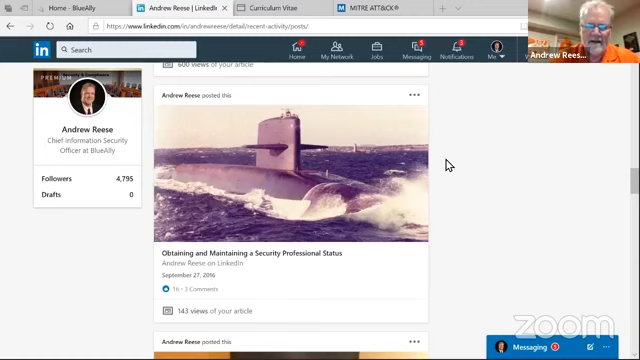 Home - BlueAlly
Andrew Reese | LinkedIn
Curriculum Vitae
MITRE ATT&CK®
https://www.linkedin.com/in/andrewreese/detail/recent-activity/posts/
in
Search
Home
My Network
Jobs
Messaging
5
Notifications
8
Me
Andrew Rees...
PREMIUM
Andrew Reese
Chief Information Security
Officer at BlueAlly
Followers 4,795
Drafts 0
600 views of your article
Andrew Reese posted this
Obtaining and Maintaining a Security Professional Status
Andrew Reese on LinkedIn
September 27, 2016
16 • 3 Comments
143 views of your article
Andrew Reese posted this
zoom
Messaging